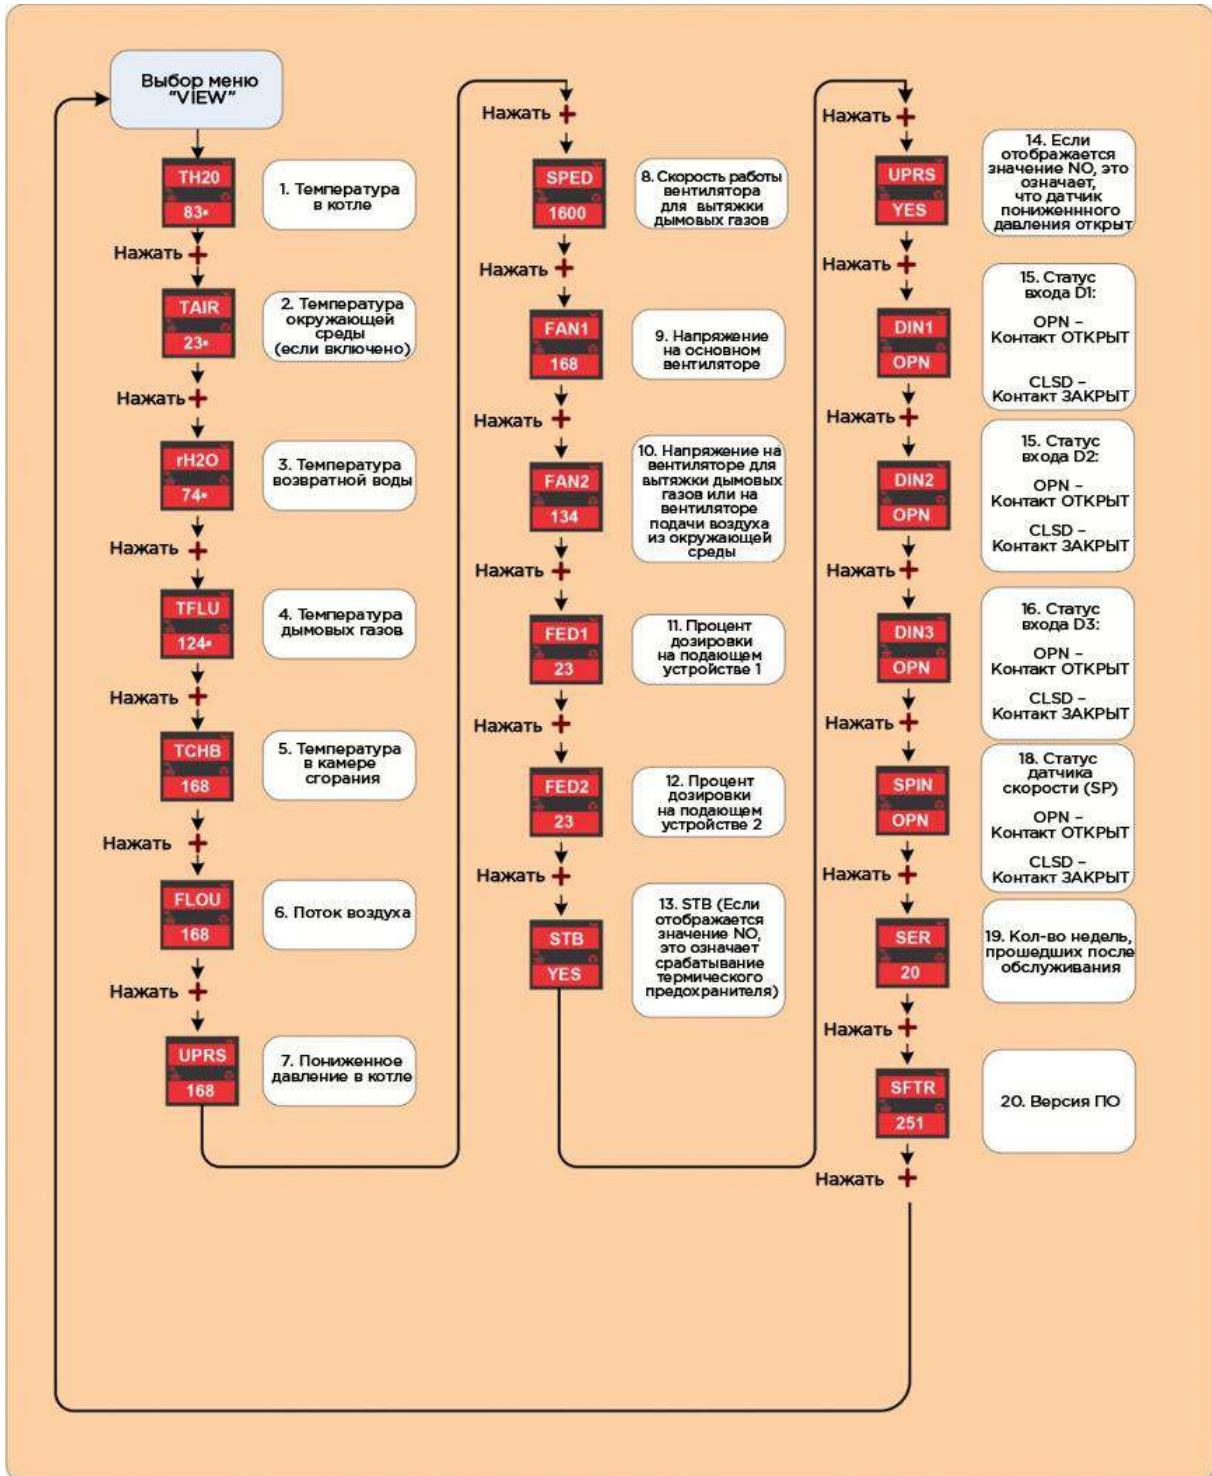 Выбор меню
"VIEW"
TH20
83•
1. Температура
в котле
Нажать +
TAIR
23•
2. Температура
окружающей
среды
(если включено)
Нажать +
rH2O
74•
3. Температура
возвратной воды
Нажать +
TFLU
124•
4. Температура
дымовых газов
Нажать +
TCHB
168
5. Температура
в камере
сгорания
Нажать +
FLOU
168
6. Поток воздуха
Нажать +
UPRS
168
7. Пониженное
давление в котле
Нажать +
SPED
1600
8. Скорость работы
вентилятора
для вытяжки
дымовых газов
Нажать +
FAN1
168
9. Напряжение
на основном
вентиляторе
Нажать +
FAN2
134
10. Напряжение на
вентиляторе для
вытяжки дымовых
газов или на
вентиляторе
подачи воздуха
из окружающей
среды
Нажать +
FED1
23
11. Процент
дозировки
на подающем
устройстве 1
Нажать +
FED2
23
12. Процент
дозировки
на подающем
устройстве 2
Нажать +
STB
YES
13. STB (Если
отображается
значение NO,
это означает
срабатывание
термического
предохранителя)
Нажать +
UPRS
YES
14. Если
отображается
значение NO, это
означает,
что датчик
пониженнного
давления открыт
Нажать +
DIN1
OPN
15. Статус
входа D1:
OPN –
Контакт ОТКРЫТ
CLSD –
Контакт ЗАКРЫТ
Нажать +
DIN2
OPN
15. Статус
входа D2:
OPN –
Контакт ОТКРЫТ
CLSD –
Контакт ЗАКРЫТ
Нажать +
DIN3
OPN
16. Статус
входа D3:
OPN –
Контакт ОТКРЫТ
CLSD –
Контакт ЗАКРЫТ
Нажать +
SPIN
OPN
18. Статус
датчика
скорости (SP)
OPN –
Контакт ОТКРЫТ
CLSD –
Контакт ЗАКРЫТ
Нажать +
SER
20
19. Кол-во недель,
прошедших после
обслуживания
Нажать +
SFTR
251
20. Версия ПО
Нажать +